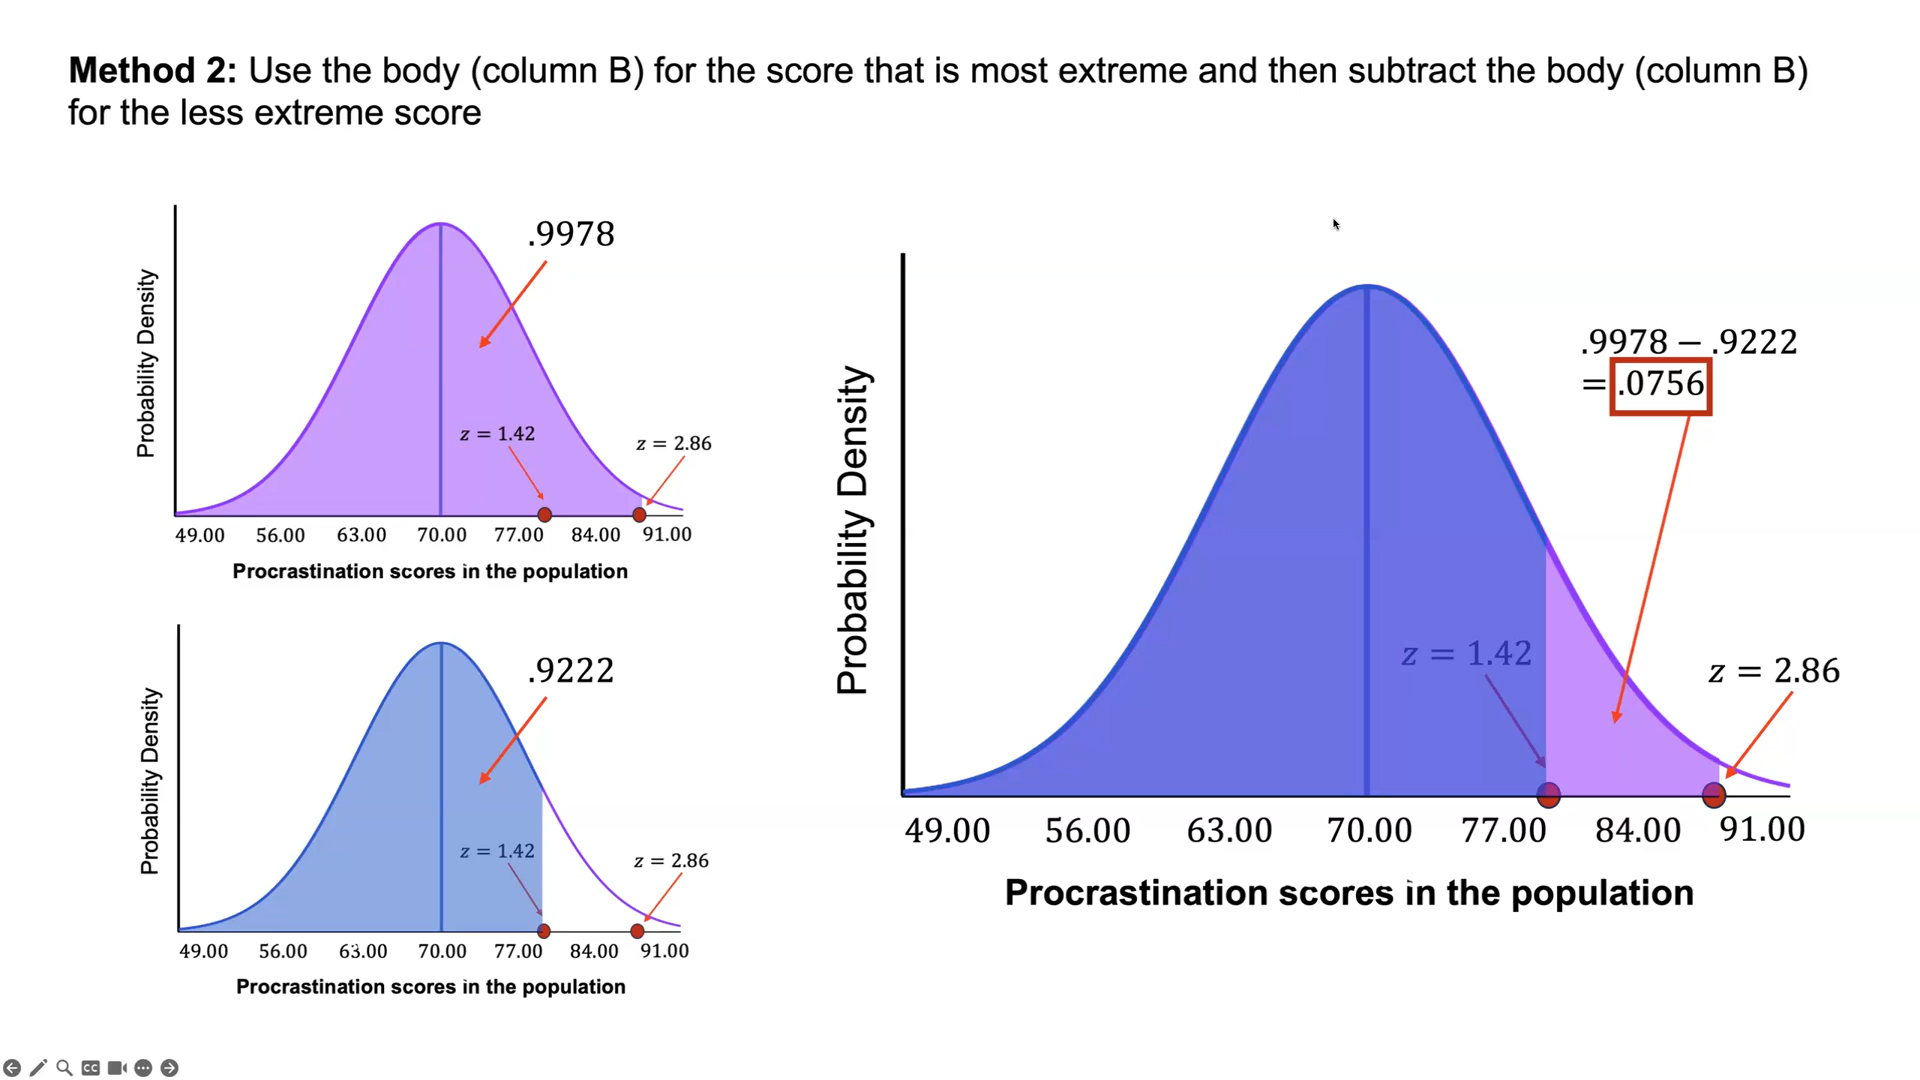 Method 2: Use the body (column B) for the score that is most extreme and then subtract the body (column B)
for the less extreme score
.9978
Probability Density
z = 1.42
z = 2.86
49.00 56.00 63.00 70.00 77.00 84.00 91.00
Procrastination scores in the population
.9222
Probability Density
z = 1.42
z = 2.86
49.00 56.00 63.00 70.00 77.00 84.00 91.00
Procrastination scores in the population
.9978 – .9222
= .0756
Probability Density
z = 1.42
z = 2.86
49.00 56.00 63.00 70.00 77.00 84.00 91.00
Procrastination scores in the population
CC